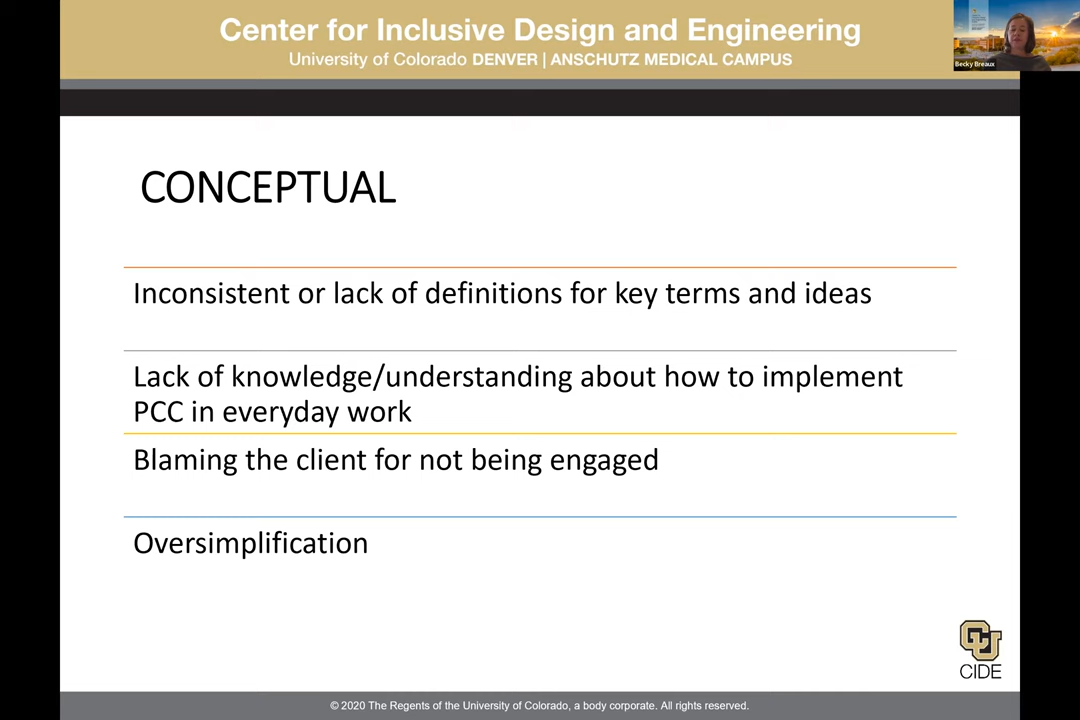 Center for Inclusive Design and Engineering
University of Colorado DENVER | ANSCHUTZ MEDICAL CAMPUS
Becky Breaux
CONCEPTUAL
Inconsistent or lack of definitions for key terms and ideas
Lack of knowledge/understanding about how to implement
PCC in everyday work
Blaming the client for not being engaged
Oversimplification
CU
CIDE
© 2020 The Regents of the University of Colorado, a body corporate. All rights reserved.